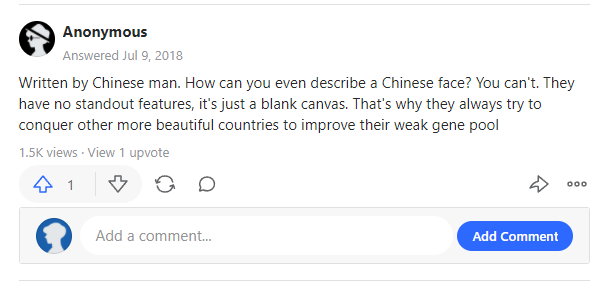 Anonymous
Answered Jul 9, 2018
Written by Chinese man. How can you even describe a Chinese face? You can't. They
have no standout features, it's just a blank canvas. That's why they always try to
conquer other more beautiful countries to improve their weak gene pool
1.5K views · View 1 upvote
1
Add a comment...
Add Comment